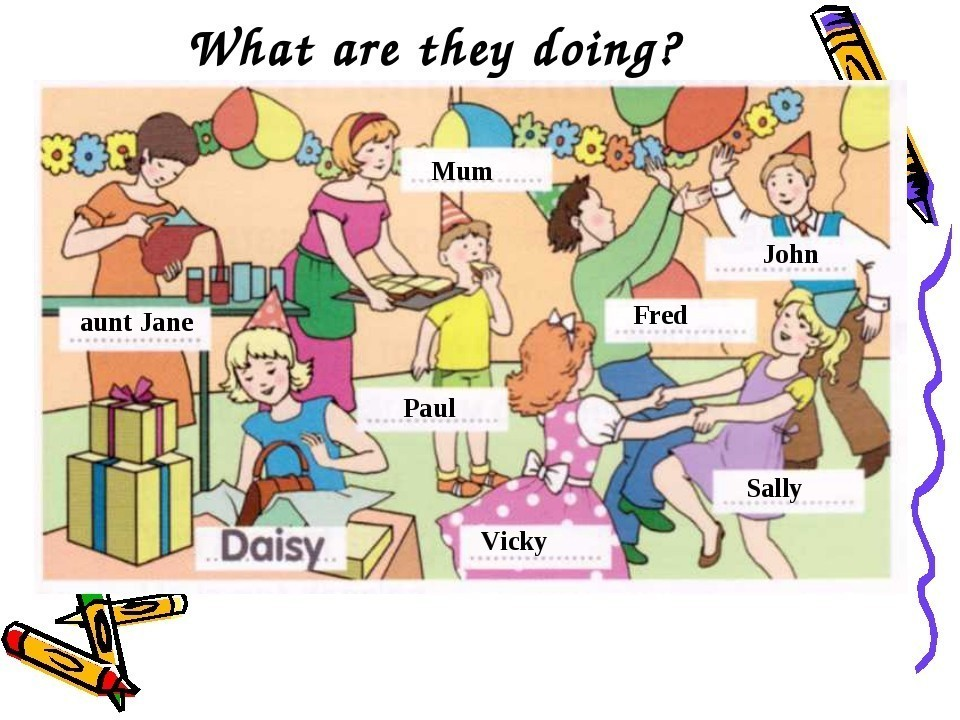 What are they doing?
Mum
John
aunt Jane
Fred
Paul
Sally
Vicky
Daisy